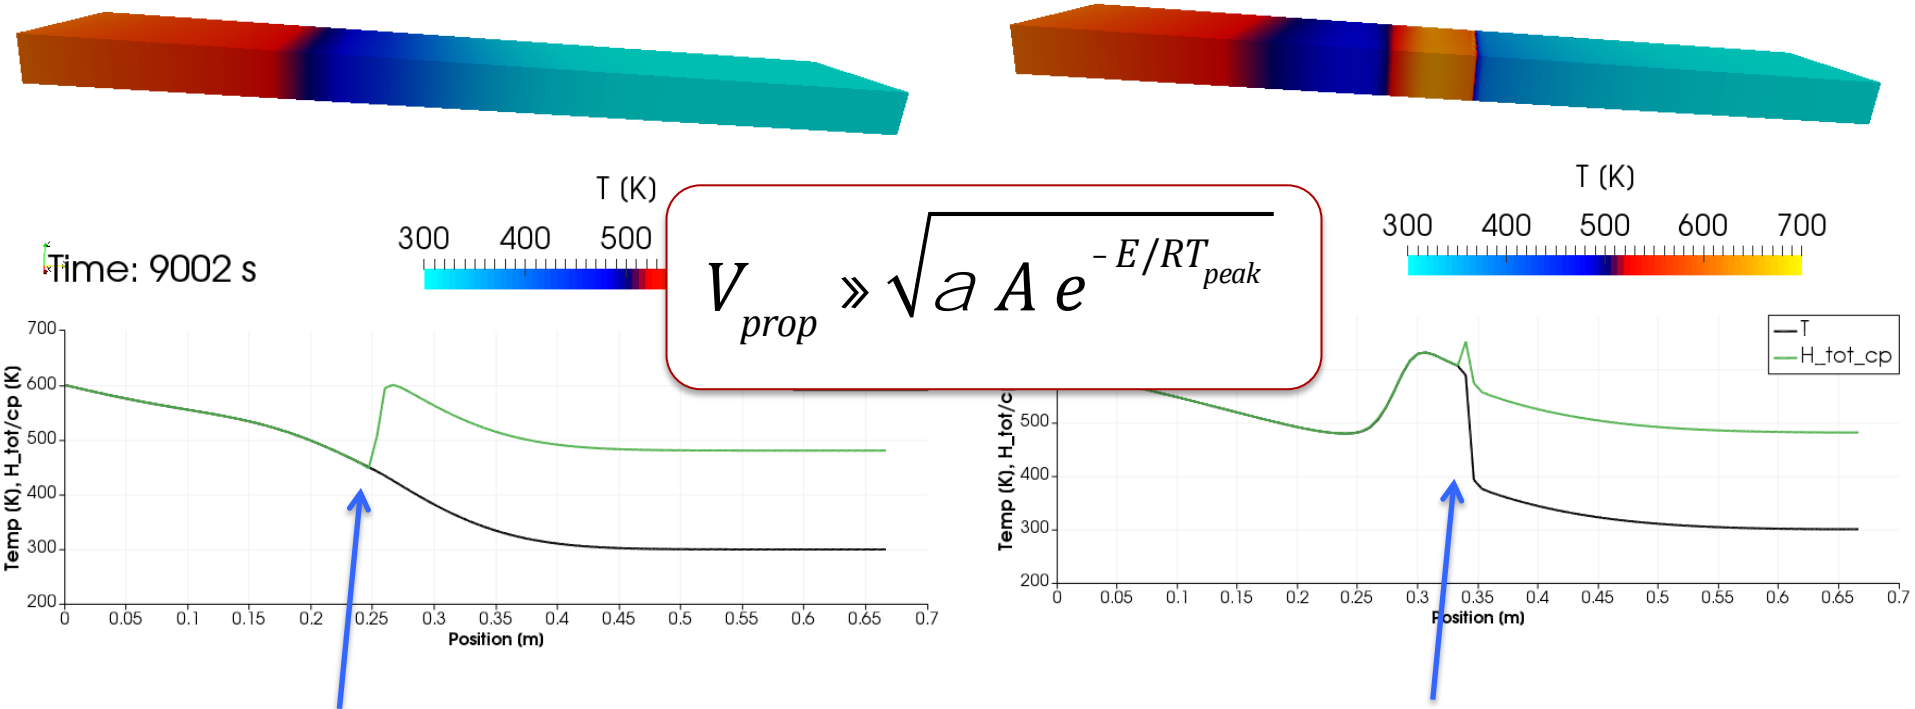 T (K)
300 400 500
Time: 9002 s
T (K)
300 400 500 600 700
V_prop » √a A e^-E/RT_peak
Temp (K), H_tot/cp (K)
700
600
500
400
300
200
0 0.05 0.1 0.15 0.2 0.25 0.3 0.35 0.4 0.45 0.5 0.55 0.6 0.65 0.7
Position (m)
T
H_tot_cp
Temp (K), H_tot/c
500
400
300
200
0 0.05 0.1 0.15 0.2 0.25 0.3 0.35 0.4 0.45 0.5 0.55 0.6 0.65 0.7
Position (m)